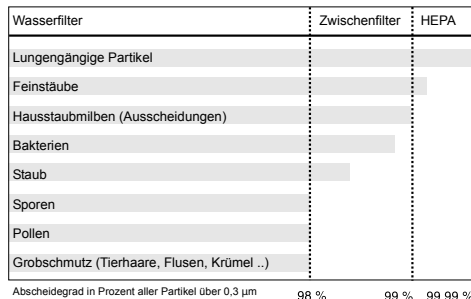 Wasserfilter Zwischenfilter HEPA
Lungengängige Partikel
Feinstäube
Hausstaubmilben (Ausscheidungen)
Bakterien
Staub
Sporen
Pollen
Grobschmutz (Tierhaare, Flusen, Krümel ..)
Abscheidegrad in Prozent aller Partikel über 0,3 µm 98 % 99 % 99,99 %